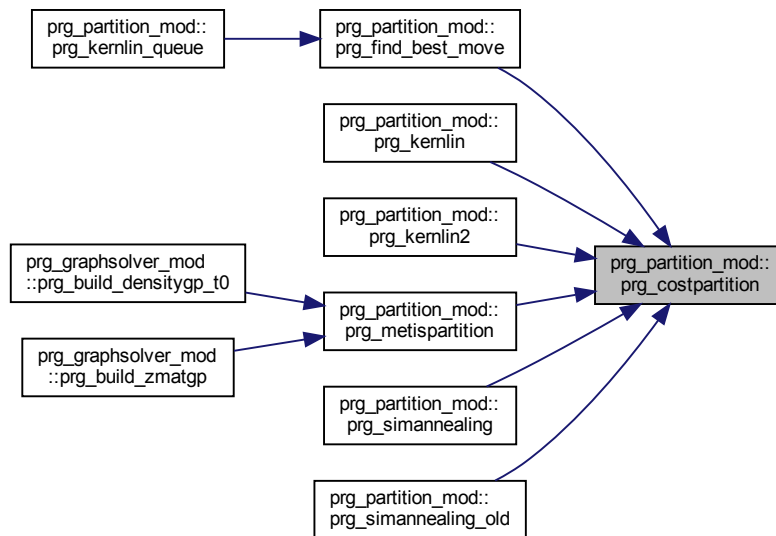 prg_partition_mod::
prg_kernlin_queue
prg_partition_mod::
prg_find_best_move
prg_partition_mod::
prg_kernlin
prg_partition_mod::
prg_kernlin2
prg_graphsolver_mod
::prg_build_densitygp_t0
prg_partition_mod::
prg_metispartition
prg_graphsolver_mod
::prg_build_zmatgp
prg_partition_mod::
prg_simannealing
prg_partition_mod::
prg_simannealing_old
prg_partition_mod::
prg_costpartition